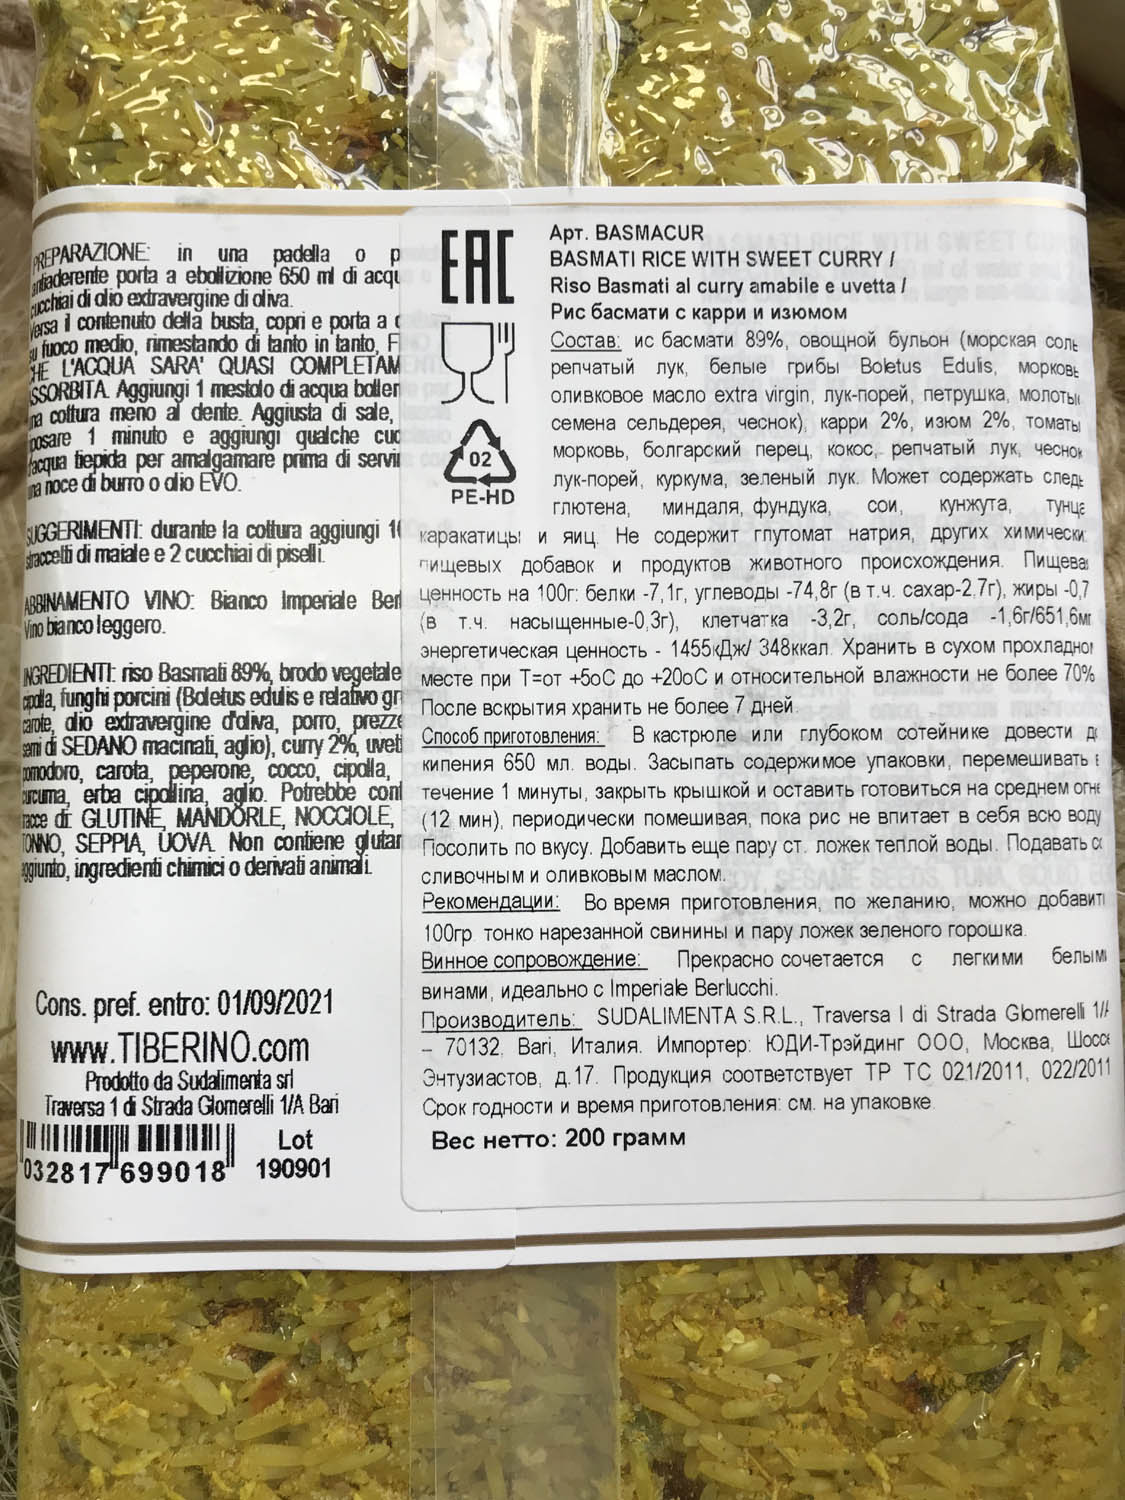 PREPARAZIONE: in una padella o
antiaderente porta a ebollizione 650 ml di acqu
cucchiai di olio extravergine di oliva.
Versa il contenuto della busta, copri e porta a
su fuoco medio, rimestando di tanto in tanto, F
CHE L'ACQUA SARA' QUASI COMPLETAM
ASSORBITA. Aggiungi 1 mestolo di acqua bollen
una cottura meno al dente. Aggiusta di sale,
posare 1 minuto e aggiungi qualche cuc
d'acqua tiepida per amalgamare prima di servir
una noce di burro o olio EVO.
SUGGERIMENTI: durante la cottura aggiungi 10
straccetti di maiale e 2 cucchiai di piselli.
ABBINAMENTO VINO: Bianco Imperiale Berl
Vino bianco leggero.
INGREDIENTI: riso Basmati 89%, brodo vegetale
cipolla, funghi porcini (Boletus edulis e relativo gr
carote, olio extravergine d'oliva, porro, prezze
semi di SEDANO macinati, aglio), curry 2%, uvett
pomodoro, carota, peperone, cocco, cipolla,
curcuma, erba cipollina, aglio. Potrebbe cont
tracce di: GLUTINE, MANDORLE, NOCCIOLE,
TONNO, SEPPIA, UOVA. Non contiene glutam
aggiunto, ingredienti chimici o derivati animali.
Cons. pref. entro: 01/09/2021
www.TIBERINO.com
Prodotto da Sudalimenta srl
Traversa 1 di Strada Glomerelli 1/A Bari
032817 699018
Lot
190901
EAC
02
PE-HD
Арт. BASMACUR
BASMATI RICE WITH SWEET CURRY /
Riso Basmati al curry amabile e uvetta /
Рис басмати с карри и изюмом
Состав: ис басмати 89%, овощной бульон (морская соль
репчатый лук, белые грибы Boletus Edulis, морковь
оливковое масло extra virgin, лук-порей, петрушка, молоты
семена сельдерея, чеснок), карри 2%, изюм 2%, томаты
морковь, болгарский перец, кокос, репчатый лук, чеснок
лук-порей, куркума, зеленый лук. Может содержать следы
глютена, миндаля, фундука, сои, кунжута, тунца
каракатицы и яиц. Не содержит глутомат натрия, других химически
пищевых добавок и продуктов животного происхождения. Пищевая
ценность на 100г: белки -7,1г, углеводы -74,8г (в т.ч. сахар-2,7г), жиры -0,7
(в т.ч. насыщенные-0,3г), клетчатка -3,2г, соль/сода -1,6г/651,6мг
энергетическая ценность - 1455кДж/ 348ккал. Хранить в сухом прохладном
месте при Т=от +5оС до +20оС и относительной влажности не более 70%
После вскрытия хранить не более 7 дней.
Способ приготовления: В кастрюле или глубоком сотейнике довести до
кипения 650 мл. воды. Засыпать содержимое упаковки, перемешивать в
течение 1 минуты, закрыть крышкой и оставить готовиться на среднем огне
(12 мин), периодически помешивая, пока рис не впитает в себя всю воду
Посолить по вкусу. Добавить еще пару ст. ложек теплой воды. Подавать со
сливочным и оливковым маслом.
Рекомендации: Во время приготовления, по желанию, можно добавить
100гр. тонко нарезанной свинины и пару ложек зеленого горошка.
Винное сопровождение: Прекрасно сочетается с легкими белым
винами, идеально с Imperiale Berlucchi.
Производитель: SUDALIMENTA S.R.L., Traversa I di Strada Glomerelli 1/A
– 70132, Bari, Италия. Импортер: ЮДИ-Трэйдинг ООО, Москва, Шоссе
Энтузиастов, д.17. Продукция соответствует ТР ТС 021/2011, 022/2011
Срок годности и время приготовления: см. на упаковке.
Вес нетто: 200 грамм